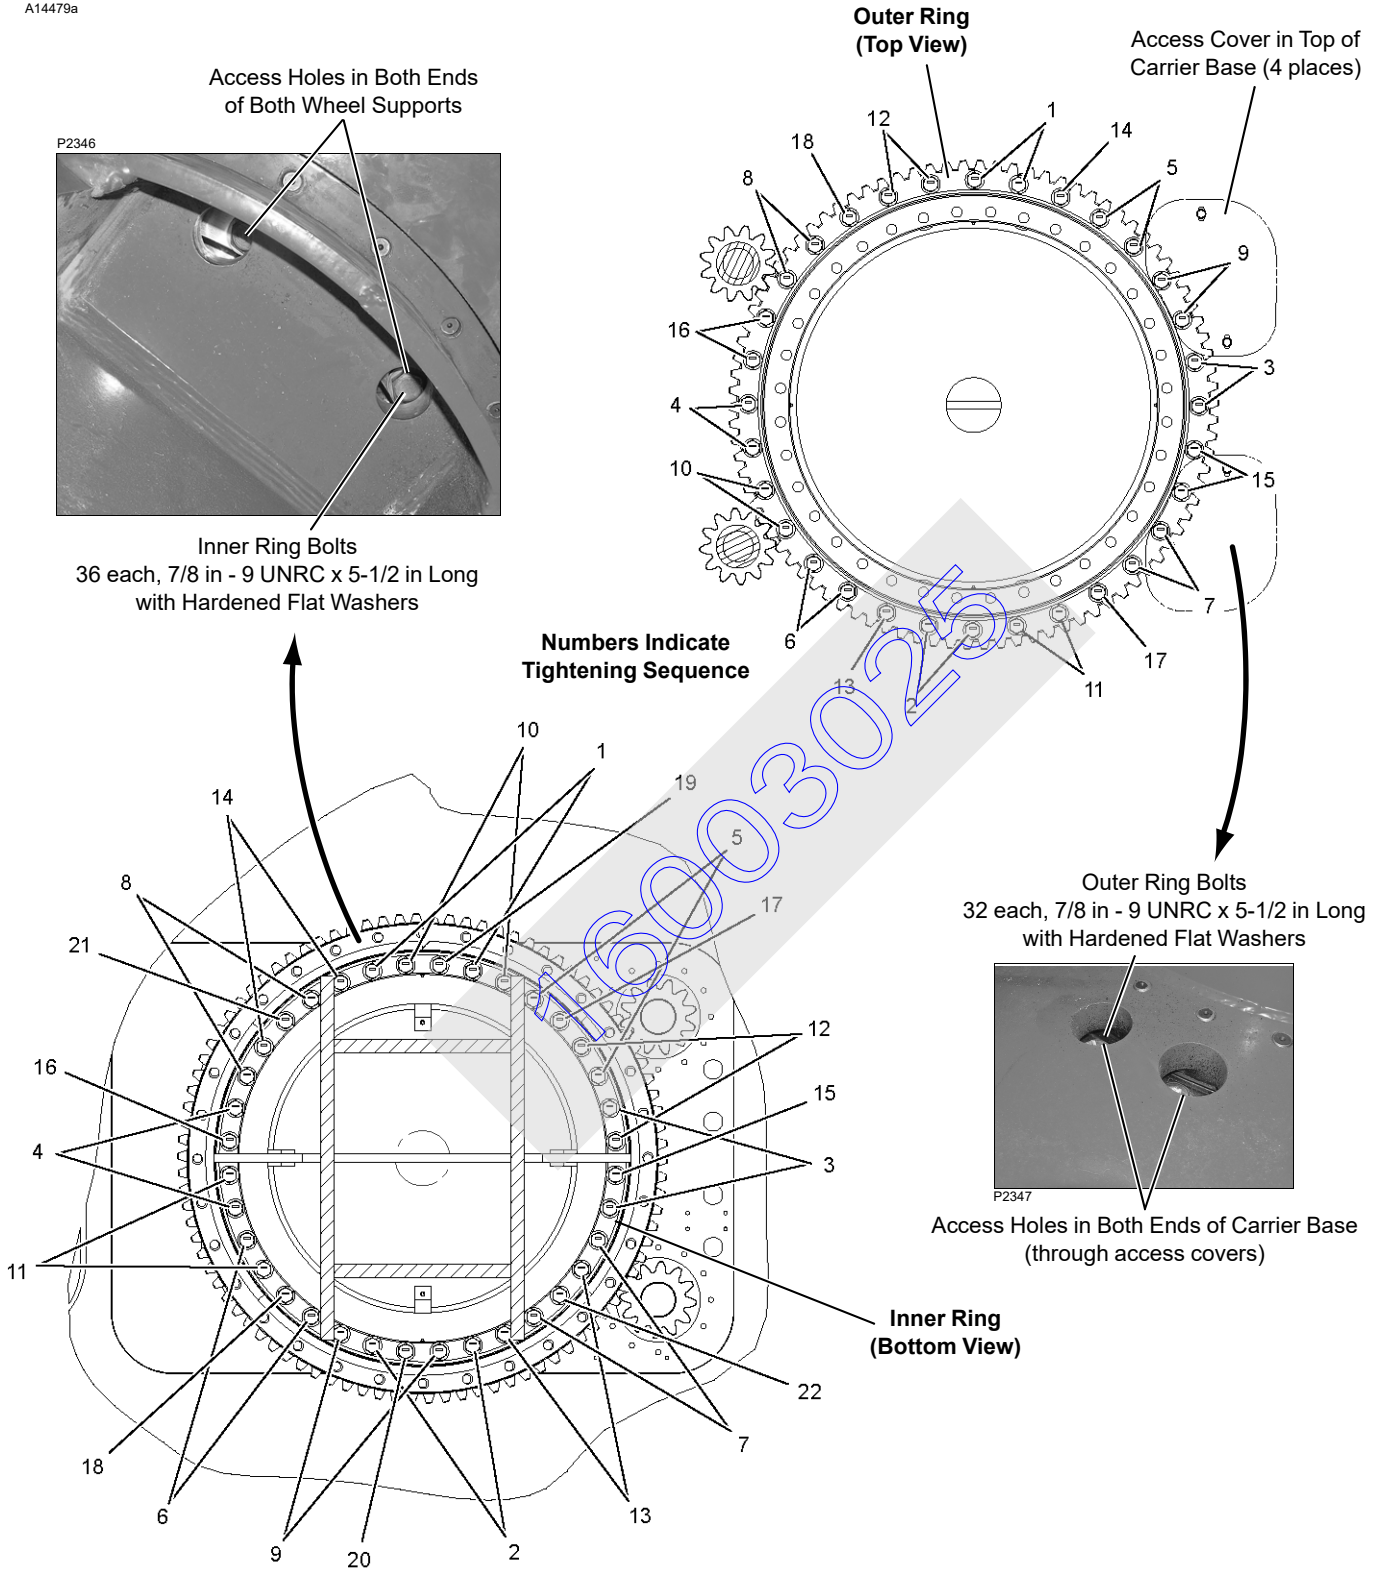 A14479a
Outer Ring
(Top View)
Access Cover in Top of
Carrier Base (4 places)
Access Holes in Both Ends
of Both Wheel Supports
P2346
12
1
14
18
5
8
9
16
3
4
10
15
7
6
17
13
11
2
Inner Ring Bolts
36 each, 7/8 in - 9 UNRC x 5-1/2 in Long
with Hardened Flat Washers
Numbers Indicate
Tightening Sequence
10
1
19
14
5
8
17
21
12
16
15
4
3
11
22
7
18
6
13
9
20
2
Inner Ring
(Bottom View)
Outer Ring Bolts
32 each, 7/8 in - 9 UNRC x 5-1/2 in Long
with Hardened Flat Washers
P2347
Access Holes in Both Ends of Carrier Base
(through access covers)
16003025